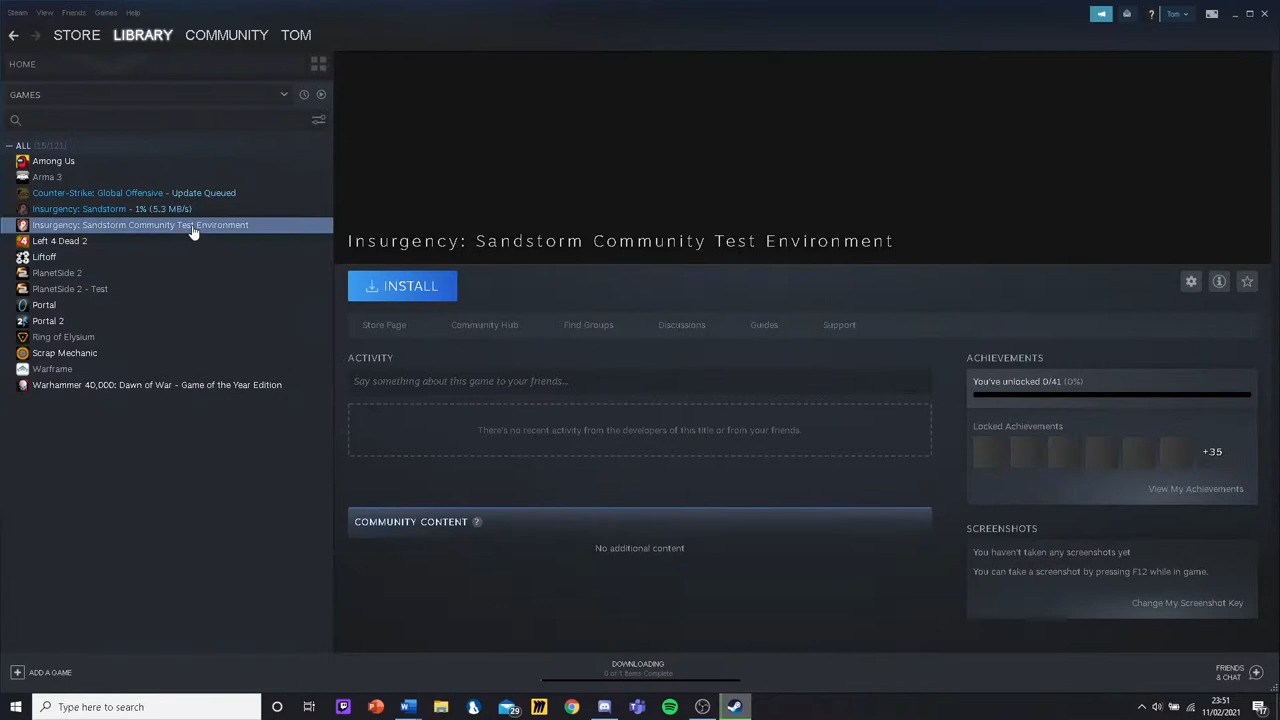 Steam View Friends Games Help
Tom
STORE LIBRARY COMMUNITY TOM
HOME
GAMES
ALL (15/121)
Among Us
Arma 3
Counter-Strike: Global Offensive - Update Queued
Insurgency: Sandstorm - 1% (5.3 MB/s)
Insurgency: Sandstorm Community Test Environment
Left 4 Dead 2
Liftoff
PlanetSide 2
PlanetSide 2 - Test
Portal
Portal 2
Ring of Elysium
Scrap Mechanic
Warframe
Warhammer 40,000: Dawn of War - Game of the Year Edition
Insurgency: Sandstorm Community Test Environment
INSTALL
Store Page Community Hub Find Groups Discussions Guides Support
ACTIVITY
Say something about this game to your friends...
There's no recent activity from the developers of this title or from your friends.
COMMUNITY CONTENT ?
No additional content
ACHIEVEMENTS
You've unlocked 0/41 (0%)
Locked Achievements
+35
View My Achievements
SCREENSHOTS
You haven't taken any screenshots yet
You can take a screenshot by pressing F12 while in game.
Change My Screenshot Key
ADD A GAME
DOWNLOADING
0 of 1 Items Complete
FRIENDS
& CHAT
Type here to search
29
23:51
11/02/2021